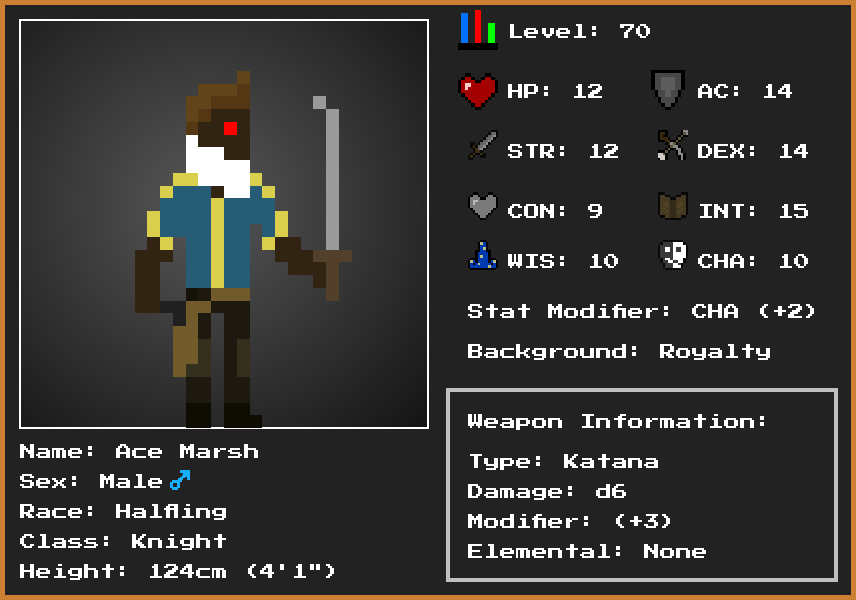 Level: 70
HP: 12
AC: 14
STR: 12
DEX: 14
CON: 9
INT: 15
WIS: 10
CHA: 10
Stat Modifier: CHA (+2)
Background: Royalty
Weapon Information:
Type: Katana
Damage: d6
Modifier: (+3)
Elemental: None
Name: Ace Marsh
Sex: Male♂
Race: Halfling
Class: Knight
Height: 124cm (4'1")